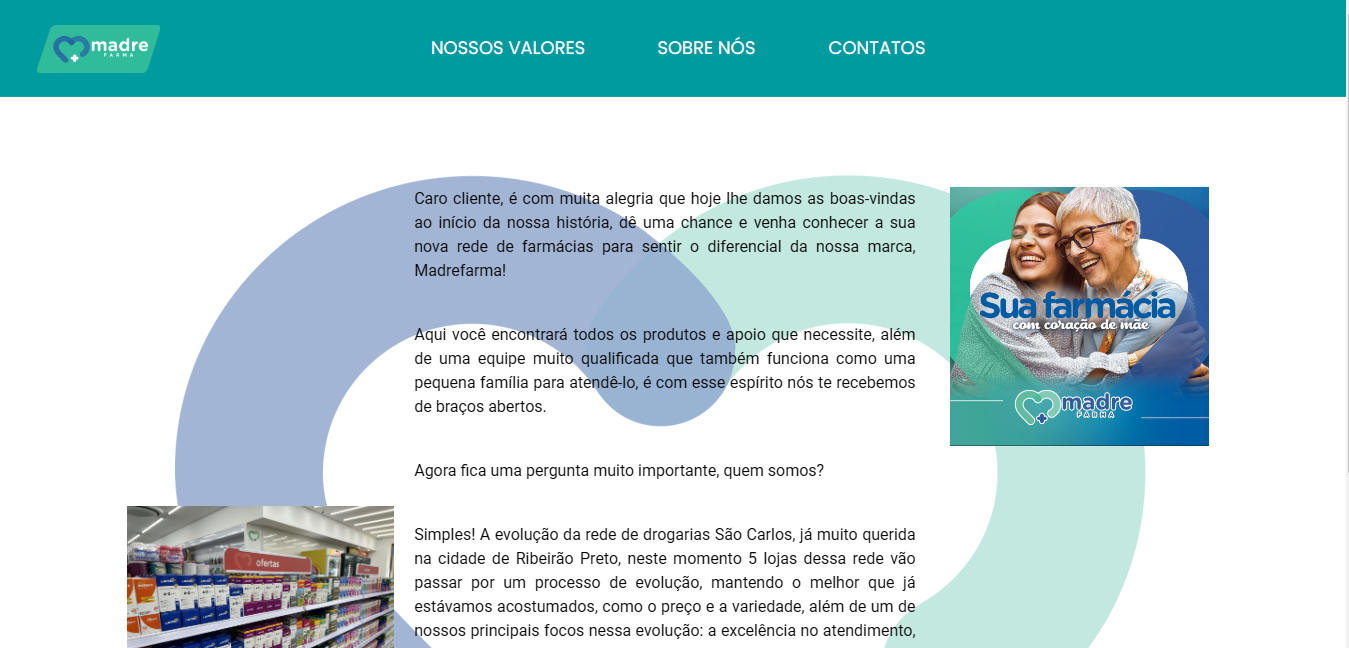 madre
FARMA
NOSSOS VALORES
SOBRE NÓS
CONTATOS
Caro cliente, é com muita alegria que hoje lhe damos as boas-vindas
ao início da nossa história, dê uma chance e venha conhecer a sua
nova rede de farmácias para sentir o diferencial da nossa marca,
Madrefarma!
Aqui você encontrará todos os produtos e apoio que necessite, além
de uma equipe muito qualificada que também funciona como uma
pequena família para atendê-lo, é com esse espírito nós te recebemos
de braços abertos.
Agora fica uma pergunta muito importante, quem somos?
Simples! A evolução da rede de drogarias São Carlos, já muito querida
na cidade de Ribeirão Preto, neste momento 5 lojas dessa rede vão
passar por um processo de evolução, mantendo o melhor que já
estávamos acostumados, como o preço e a variedade, além de um de
nossos principais focos nessa evolução: a excelência no atendimento,
Sua farmácia
com coração de mãe
madre
FARMA
ofertas